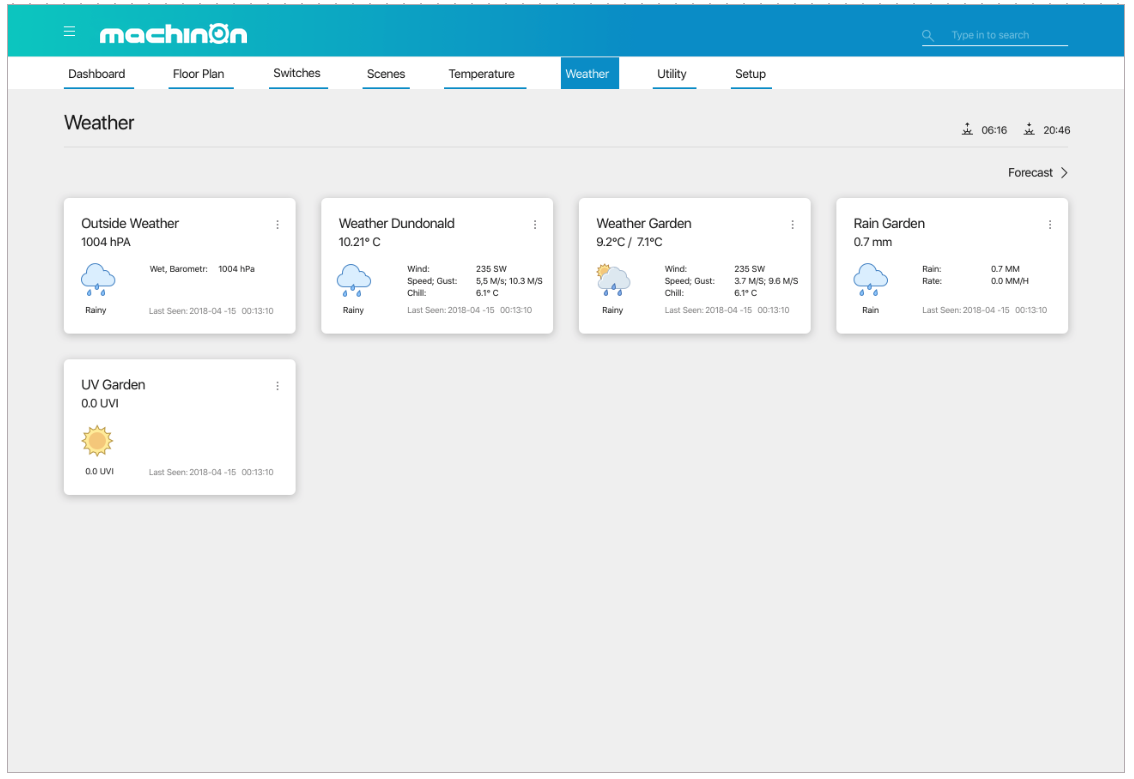 machinon
Type in to search
Dashboard Floor Plan Switches Scenes Temperature Weather Utility Setup
Weather
06:16 20:46
Forecast
Outside Weather
1004 hPA
Wet, Barometr: 1004 hPa
Rainy
Last Seen: 2018-04 -15 00:13:10
Weather Dundonald
10.21° C
Wind: 235 SW
Speed; Gust: 5,5 M/s; 10.3 M/S
Chill: 6.1° C
Rainy
Last Seen: 2018-04 -15 00:13:10
Weather Garden
9.2°C / 7.1°C
Wind: 235 SW
Speed; Gust: 3.7 M/S; 9.6 M/S
Chill: 6.1° C
Rainy
Last Seen: 2018-04 -15 00:13:10
Rain Garden
0.7 mm
Rain: 0.7 MM
Rate: 0.0 MM/H
Rain
Last Seen: 2018-04 -15 00:13:10
UV Garden
0.0 UVI
0.0 UVI
Last Seen: 2018-04 -15 00:13:10